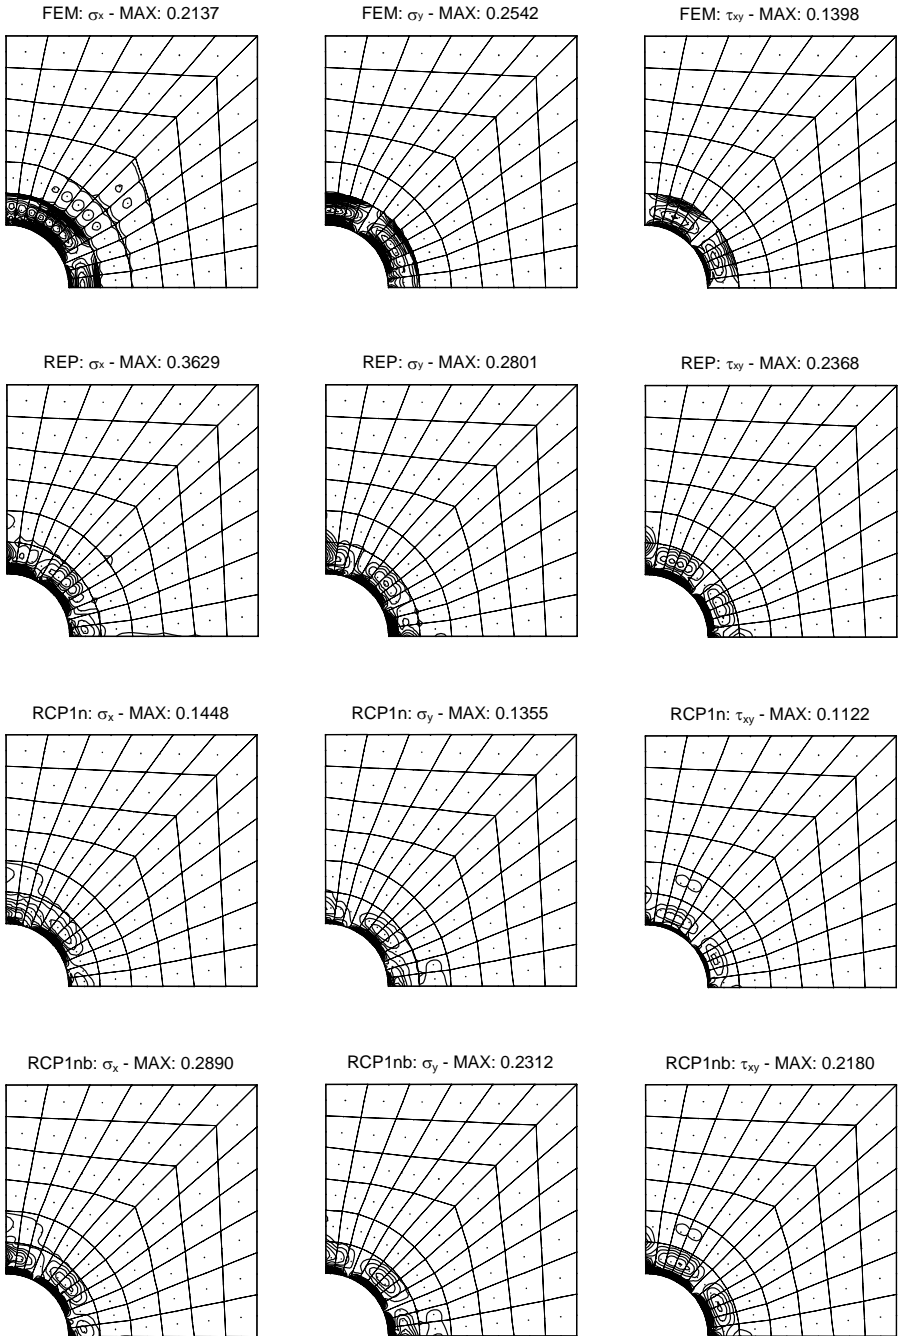 FEM: σx - MAX: 0.2137
FEM: σy - MAX: 0.2542
FEM: τxy - MAX: 0.1398
REP: σx - MAX: 0.3629
REP: σy - MAX: 0.2801
REP: τxy - MAX: 0.2368
RCP1n: σx - MAX: 0.1448
RCP1n: σy - MAX: 0.1355
RCP1n: τxy - MAX: 0.1122
RCP1nb: σx - MAX: 0.2890
RCP1nb: σy - MAX: 0.2312
RCP1nb: τxy - MAX: 0.2180